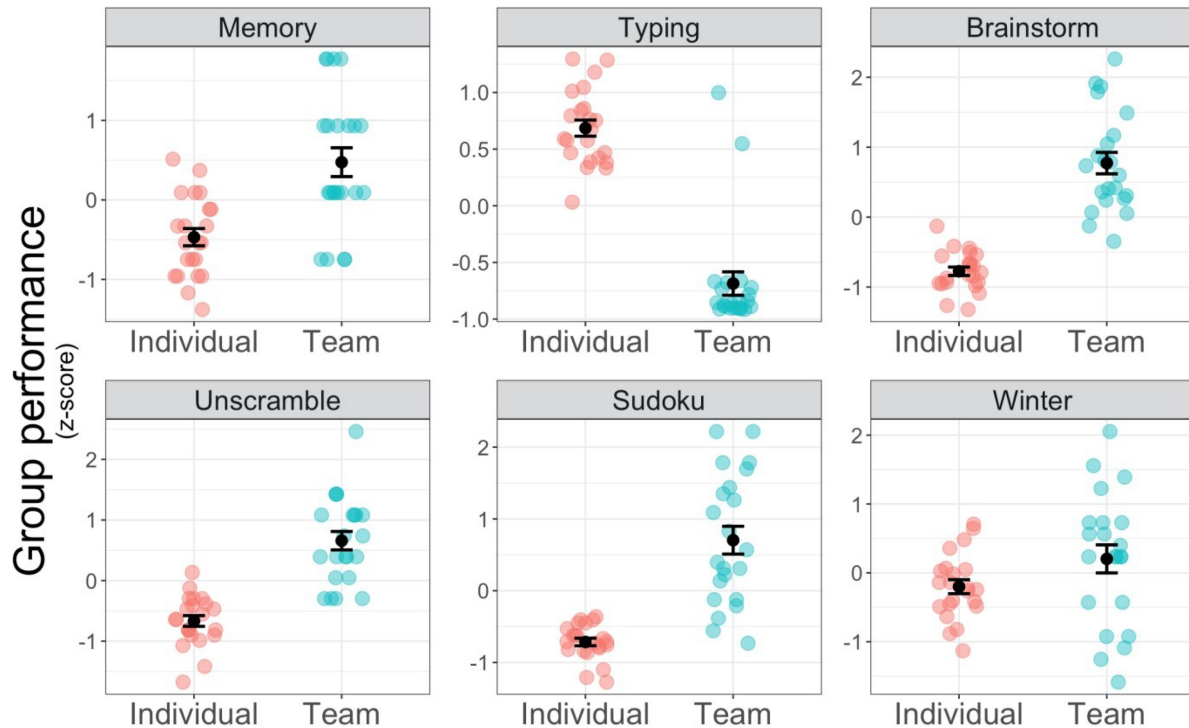 Group performance
(z-score)
Memory
1
0
-1
Individual Team
Typing
1.0
0.5
0.0
-0.5
-1.0
Individual Team
Brainstorm
2
1
0
-1
Individual Team
Unscramble
2
1
0
-1
Individual Team
Sudoku
2
1
0
-1
Individual Team
Winter
2
1
0
-1
Individual Team